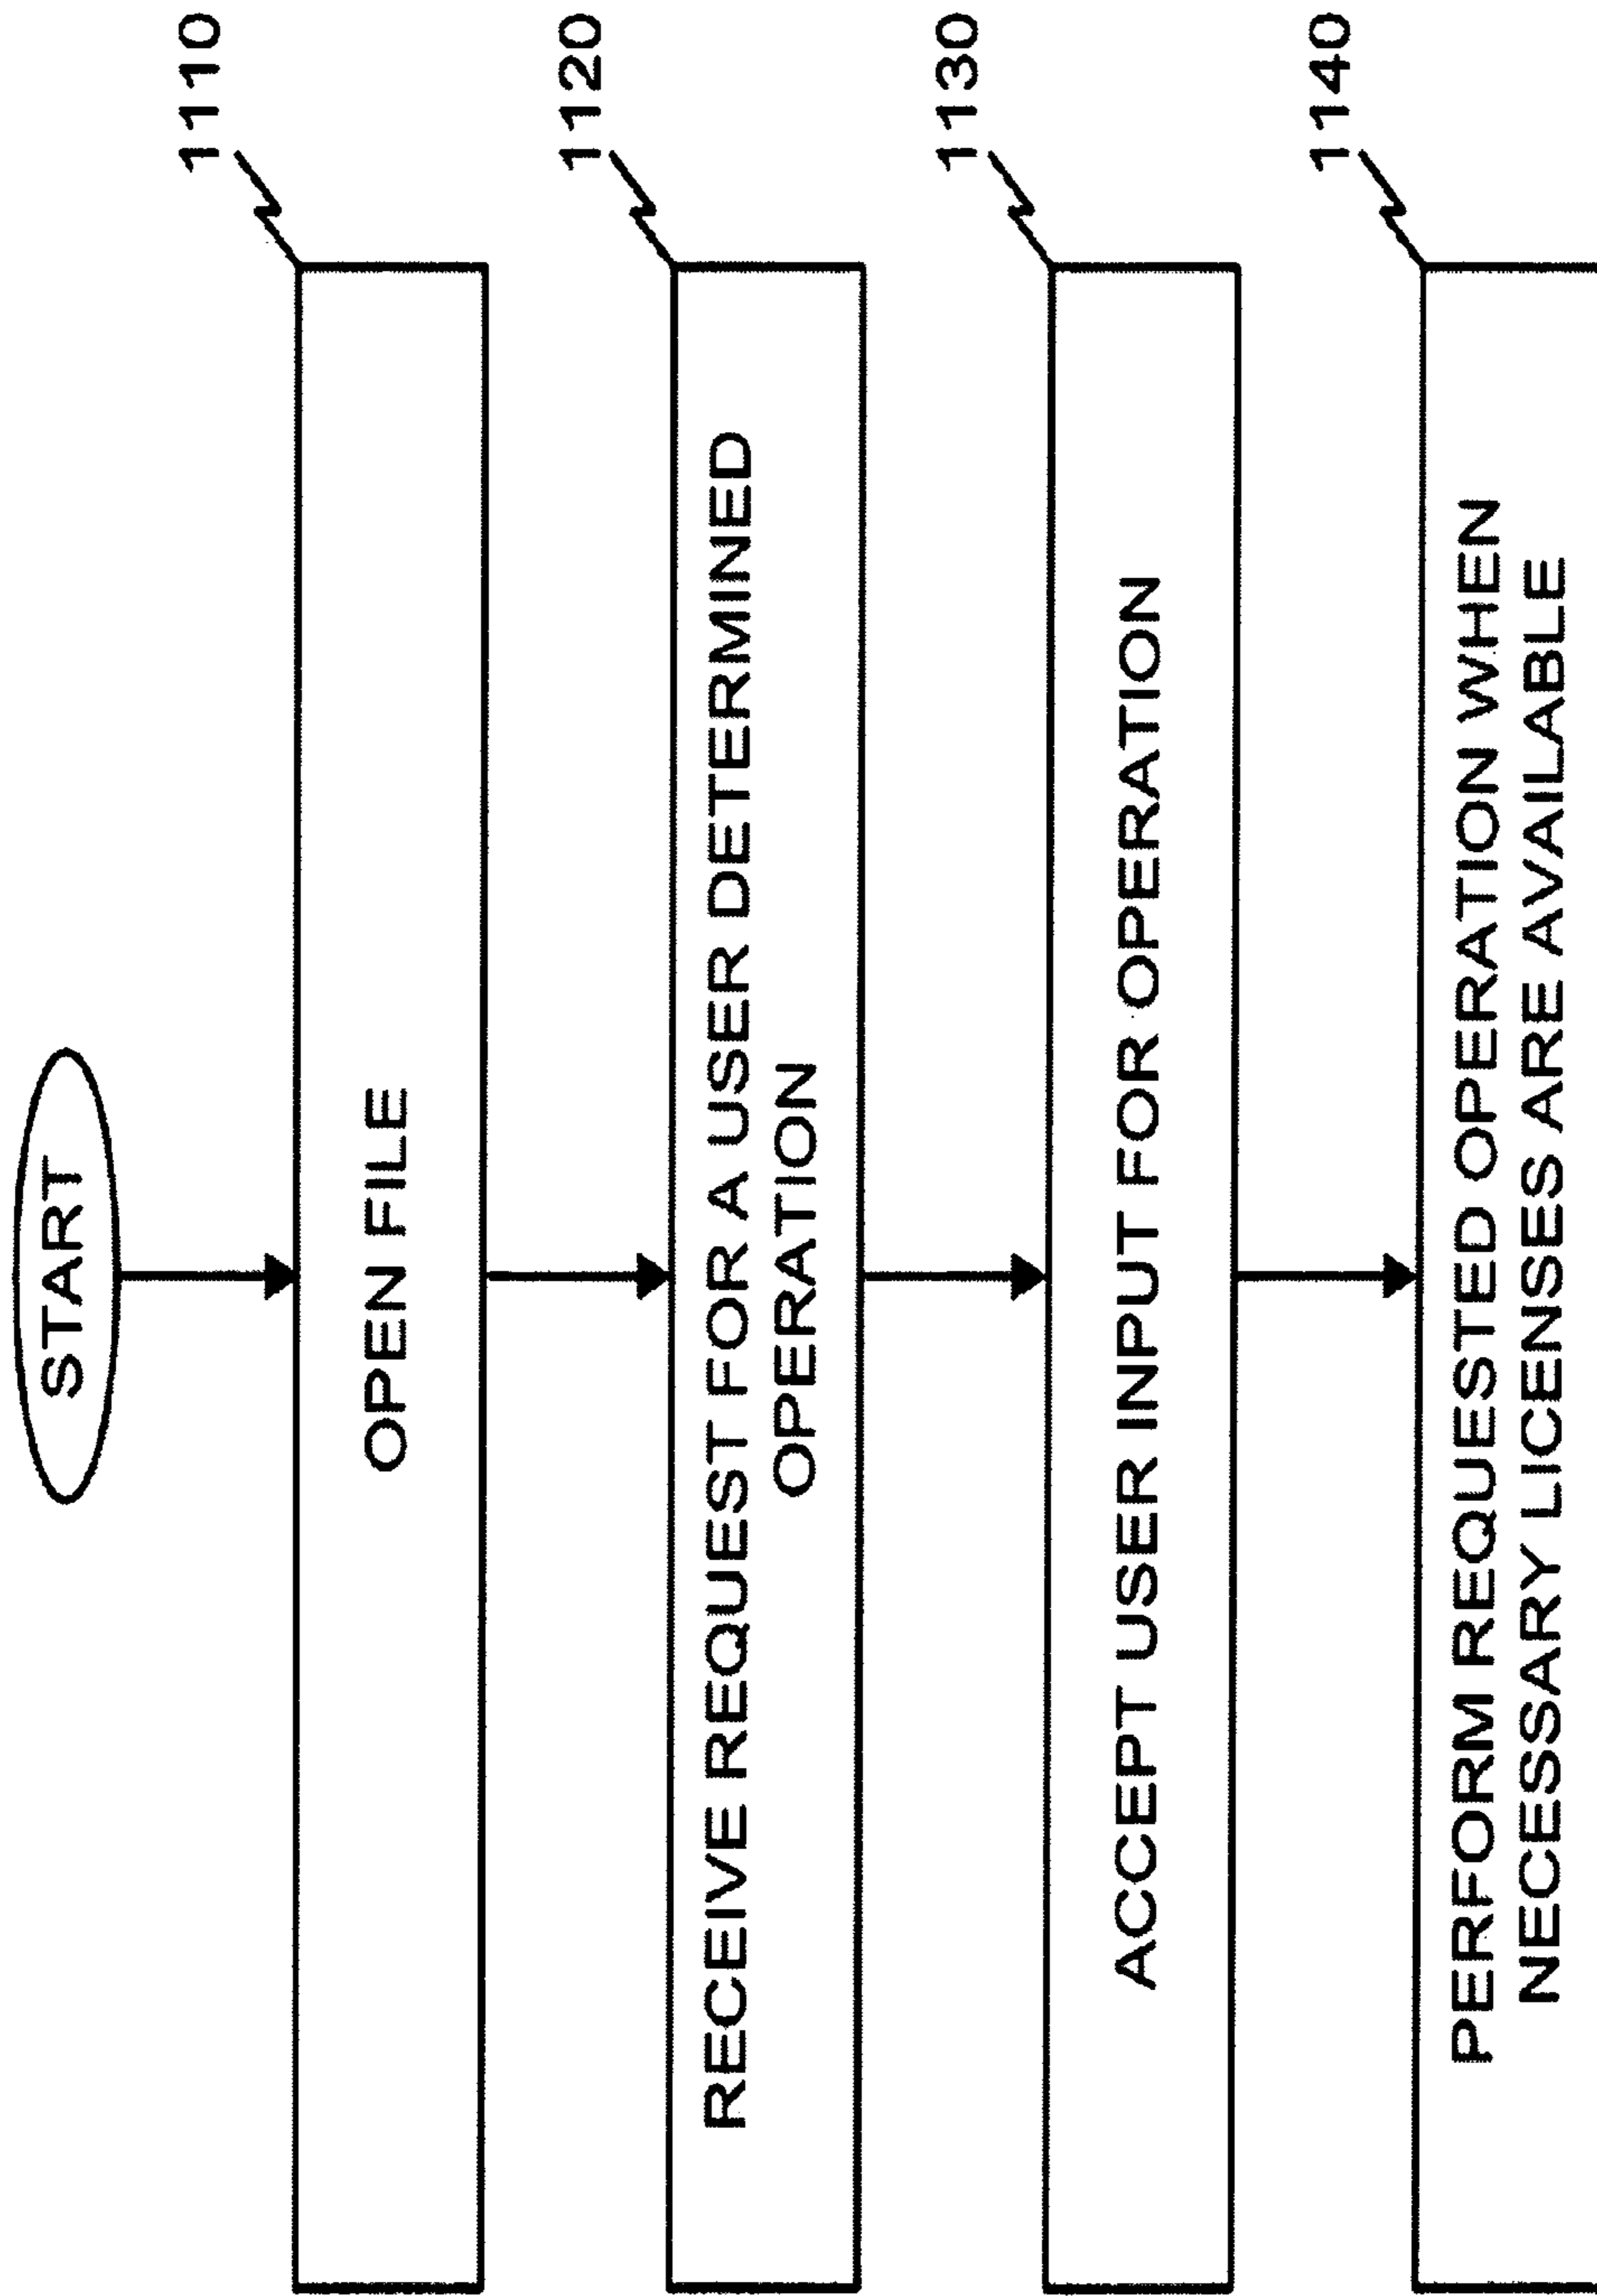 START
1110
OPEN FILE
1120
RECEIVE REQUEST FOR A USER DETERMINED
OPERATION
1130
ACCEPT USER INPUT FOR OPERATION
1140
PERFORM REQUESTED OPERATION WHEN
NECESSARY LICENSES ARE AVAILABLE